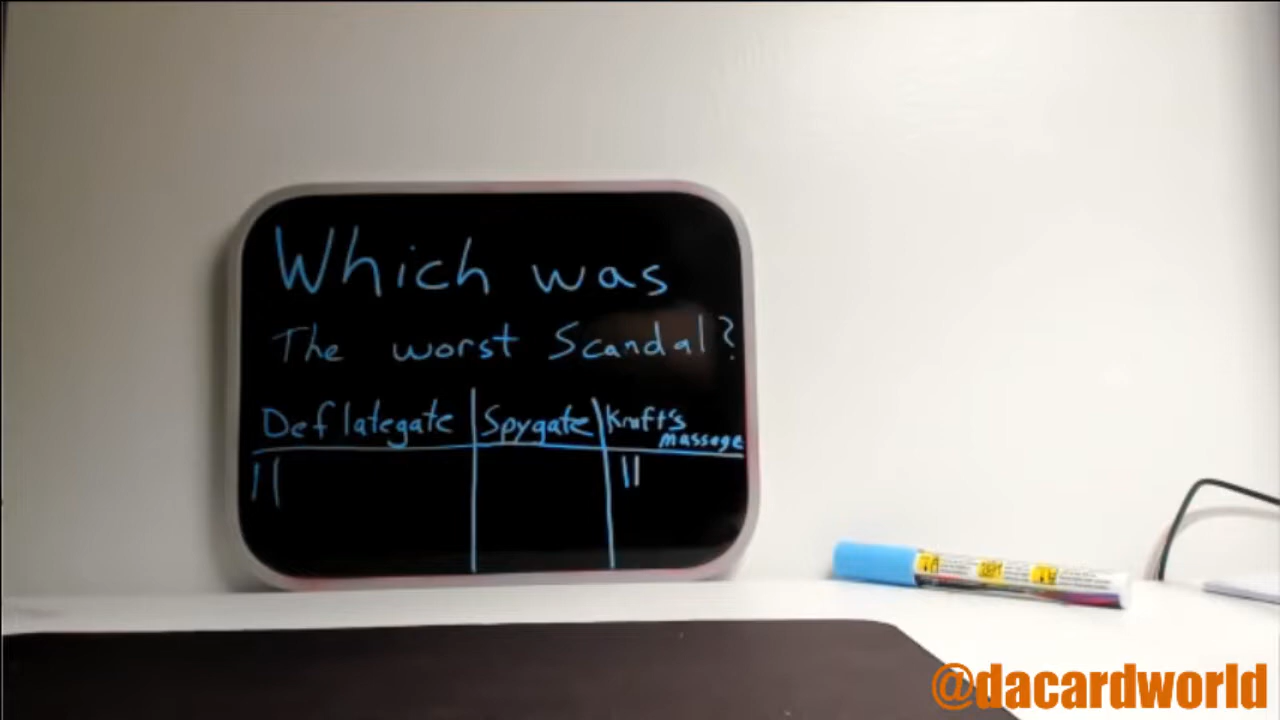 Which was
The worst Scandal?
Deflategate Spygate Kraft's massage
|| ||
@dacardworld